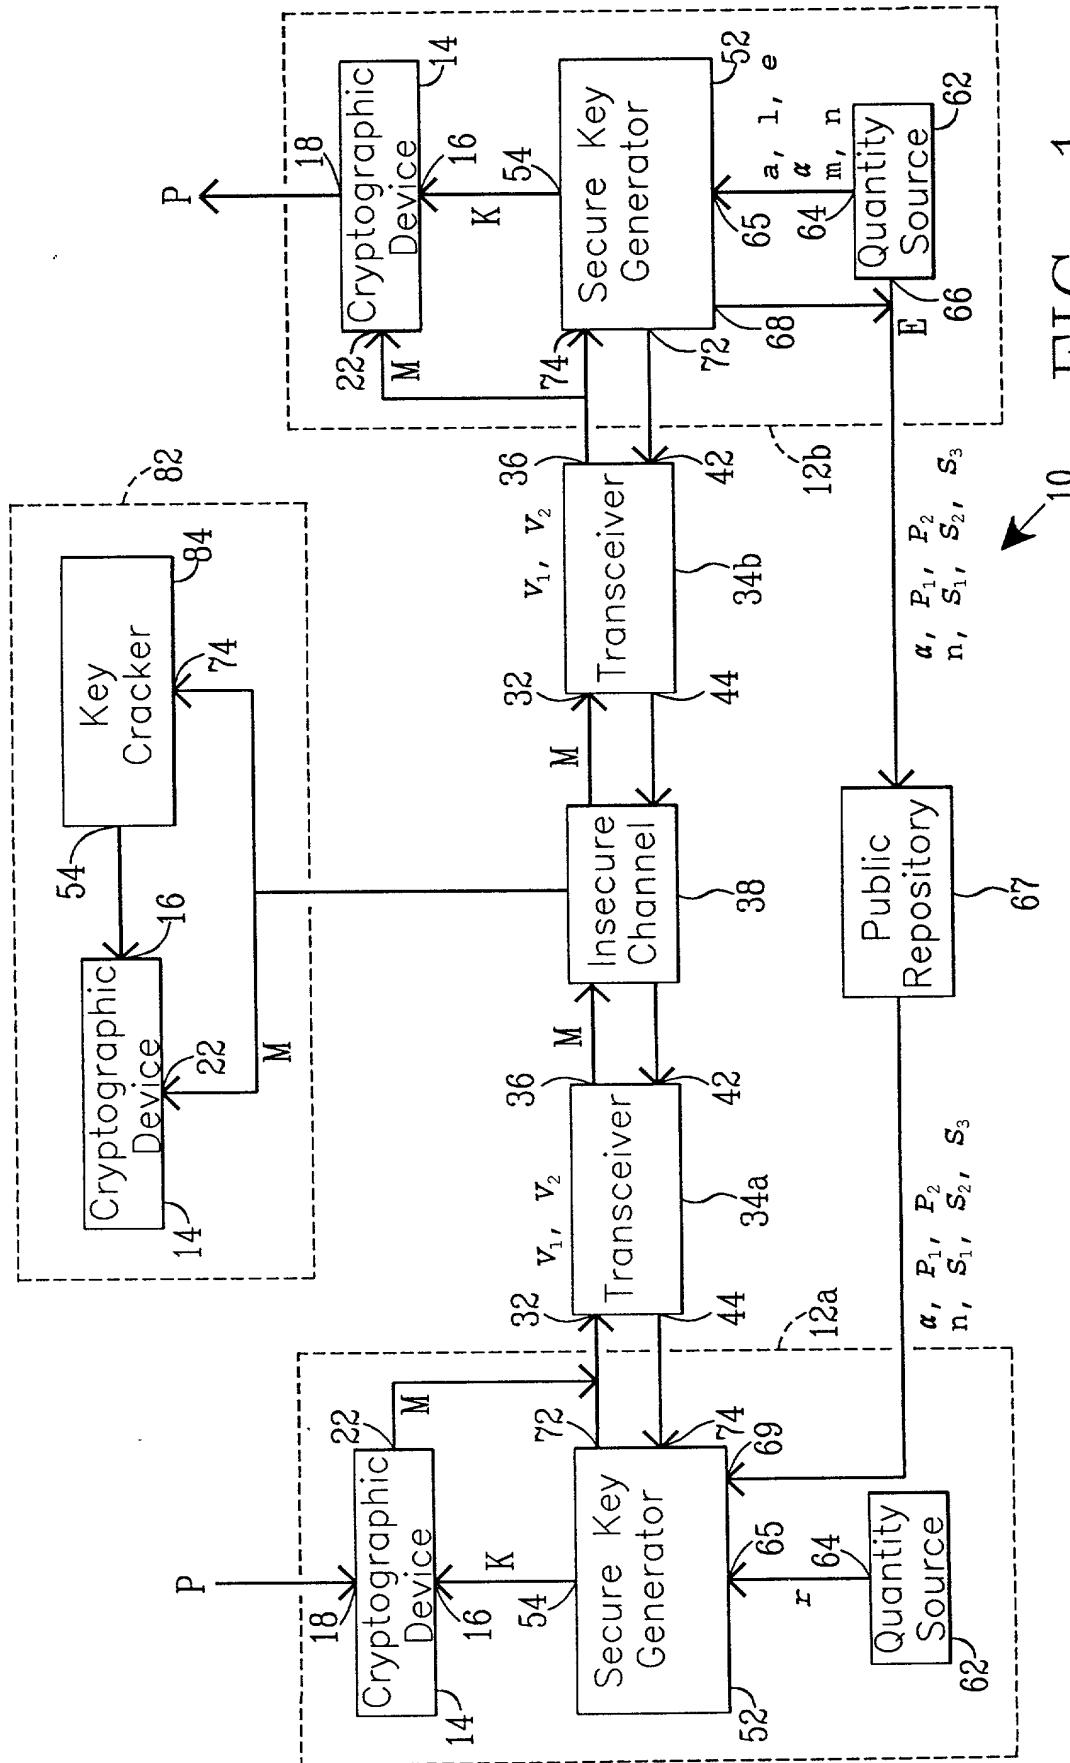 82
Key
Cracker
84
54
74
16
Cryptographic
Device
14
22
M
P
18
Cryptographic
Device
14
22
M
16
K
54
Secure Key
Generator
52
72
74
69
65
r
64
Quantity
Source
62
12a
32
V₁, V₂
36
Transceiver
44
34a
42
M
Insecure
Channel
38
M
32
V₁, V₂
36
Transceiver
44
34b
42
12b
P
18
Cryptographic
Device
14
22
M
16
K
54
Secure Key
Generator
52
74
72
68
65
a, l, e
α
m, n
64
Quantity
Source
62
66
E
α, P₁, P₂
n, S₁, S₂, S₃
Public
Repository
67
α, P₁, P₂
n, S₁, S₂, S₃
10